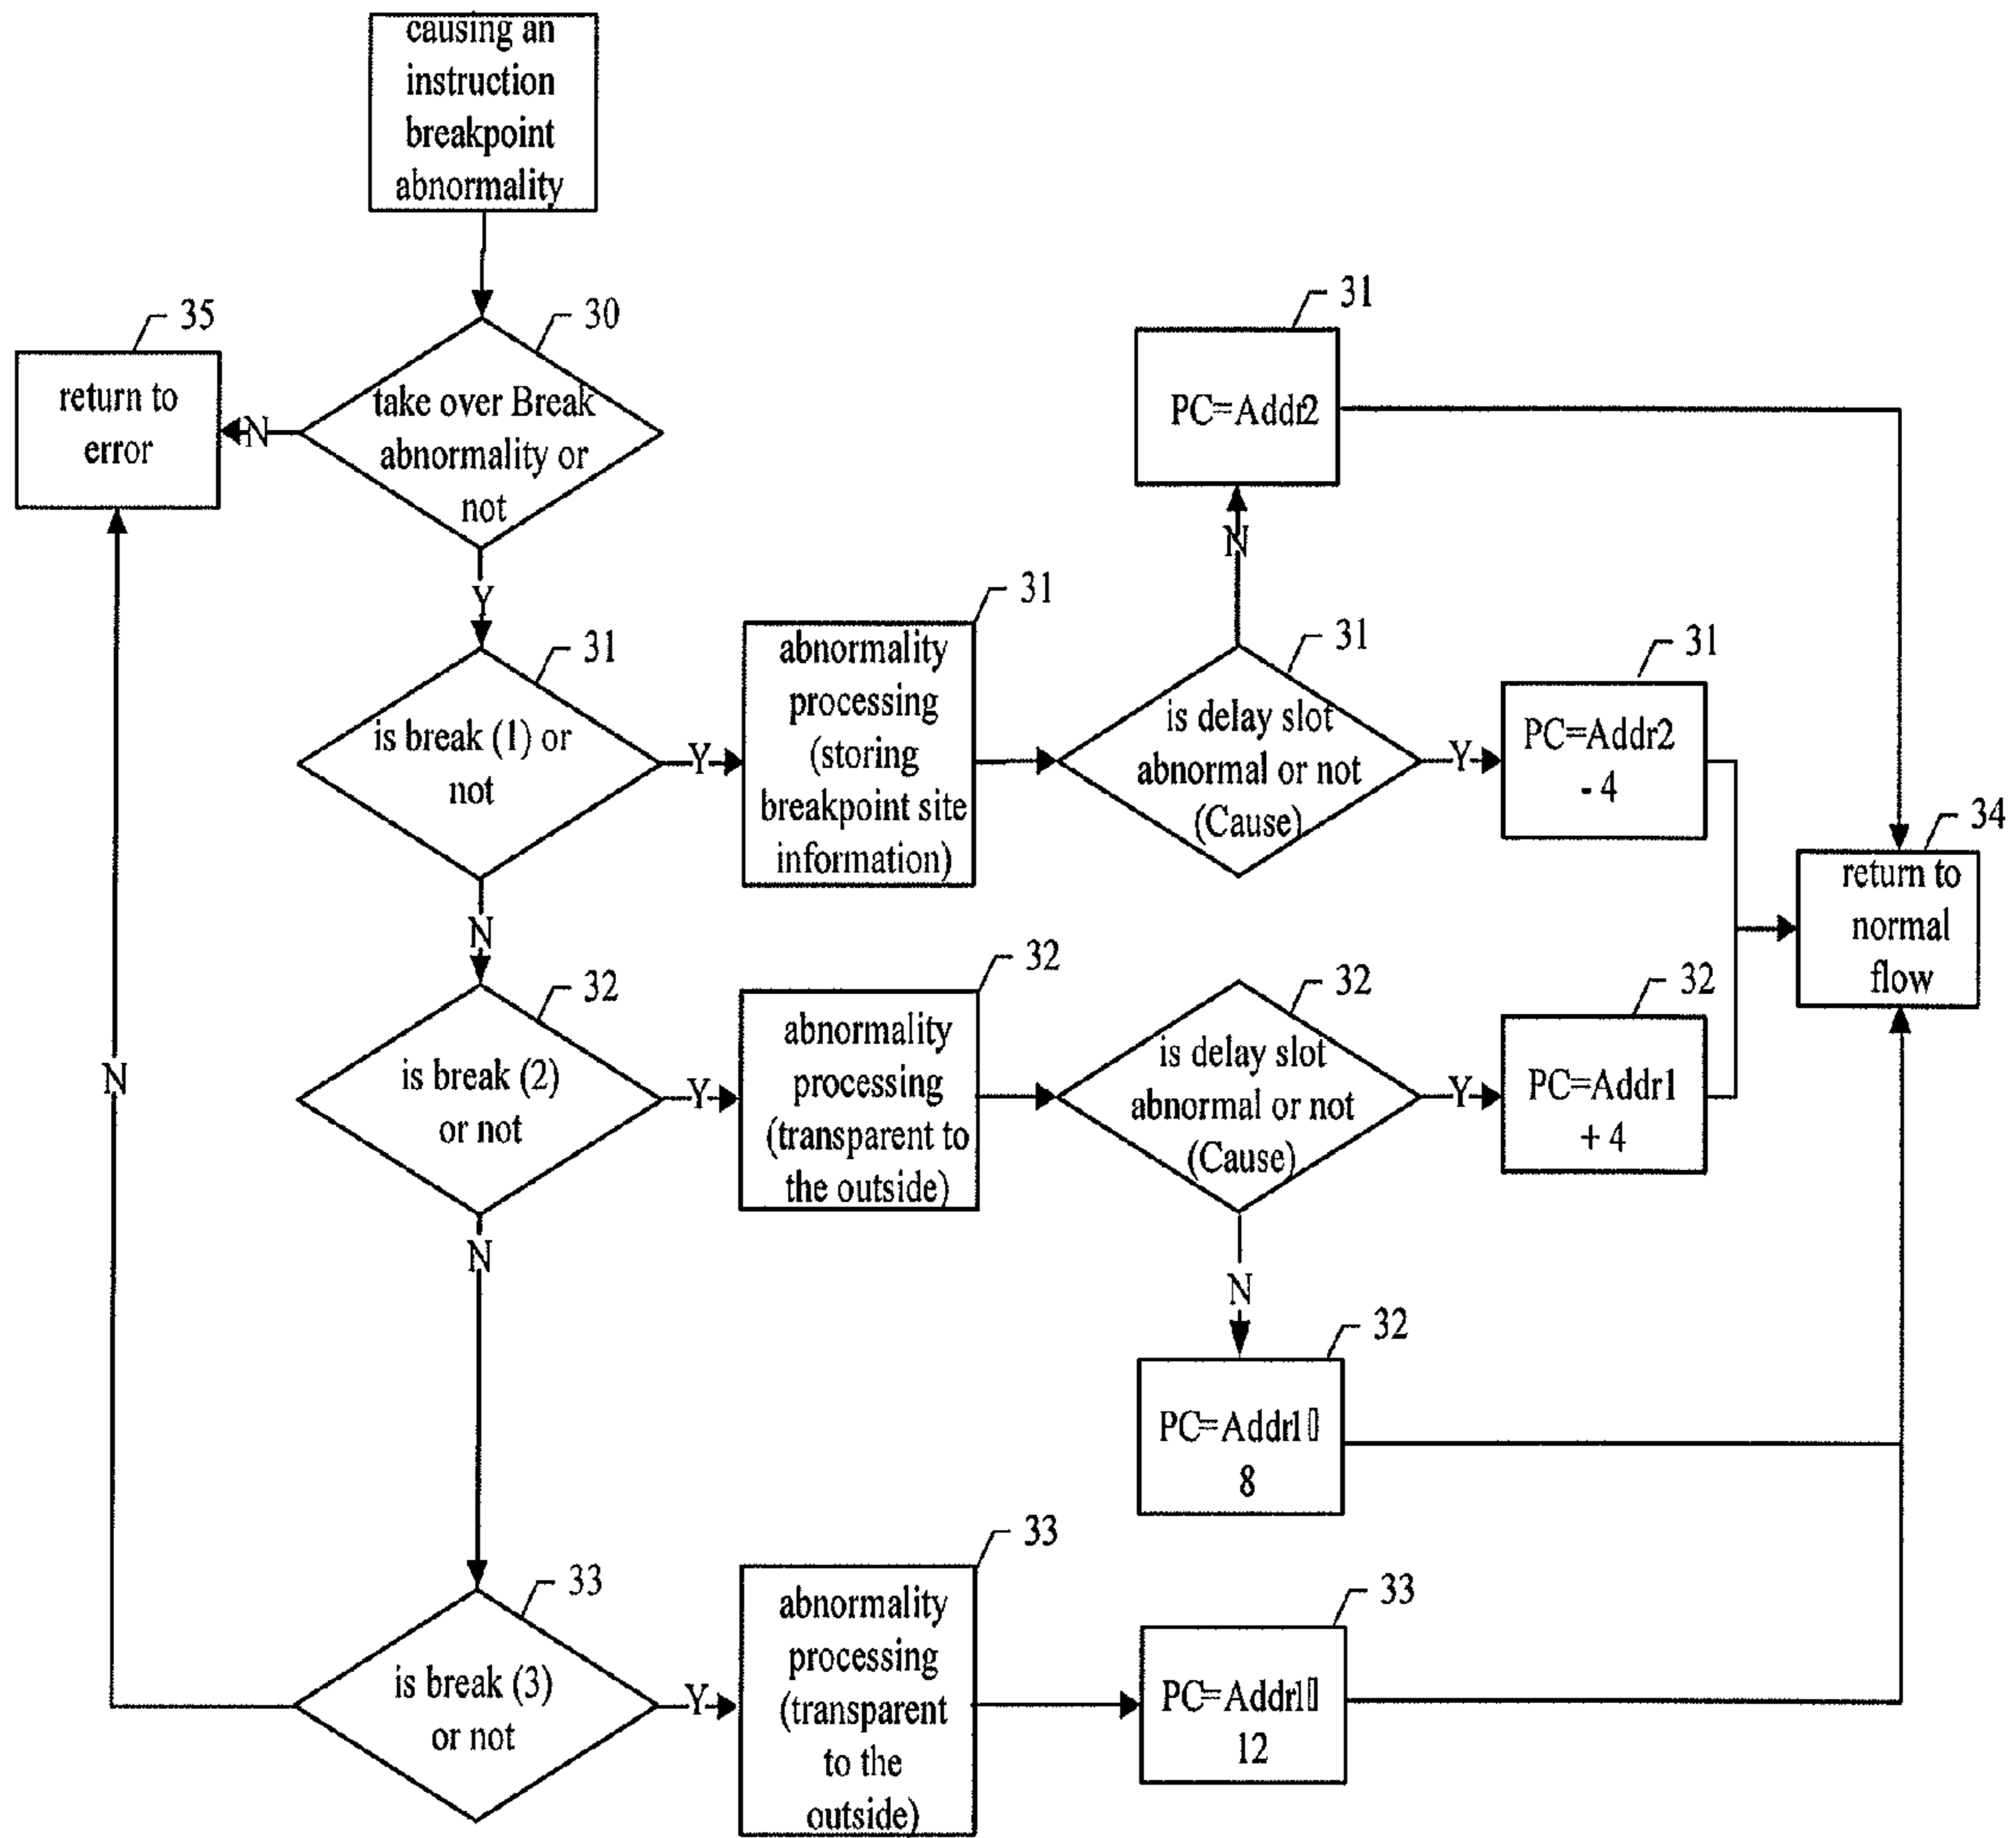 causing an
instruction
breakpoint
abnormality
35
30
31
return to
error
N
take over Break
abnormality or
not
PC=Addr2
N
Y
31
31
31
31
is break (1) or
not
Y
abnormality
processing
(storing
breakpoint site
information)
is delay slot
abnormal or not
(Cause)
Y
PC=Addr2
- 4
34
return to
normal
flow
N
32
32
32
32
is break (2)
or not
Y
abnormality
processing
(transparent to
the outside)
is delay slot
abnormal or not
(Cause)
Y
PC=Addr1
+ 4
N
N
N
32
PC=Addr1▯
8
33
33
33
is break (3)
or not
Y
abnormality
processing
(transparent
to the
outside)
PC=Addr1▯
12